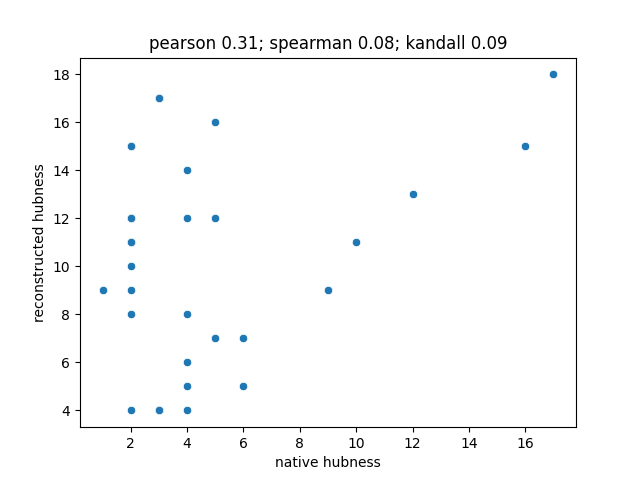 pearson 0.31; spearman 0.08; kandall 0.09
18
16
14
12
10
8
6
4
reconstructed hubness
2 4 6 8 10 12 14 16
native hubness